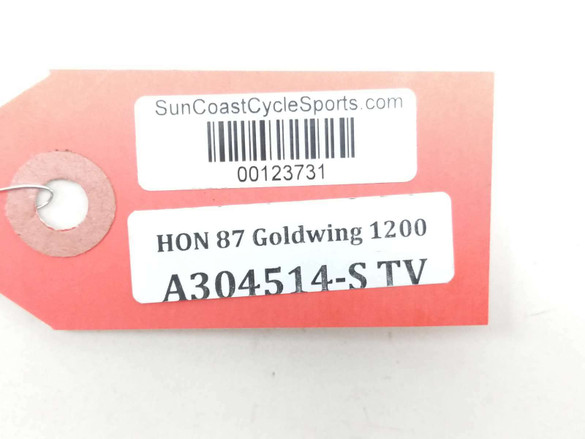 SunCoastCycleSports.com
00123731
HON 87 Goldwing 1200
A304514-S TV